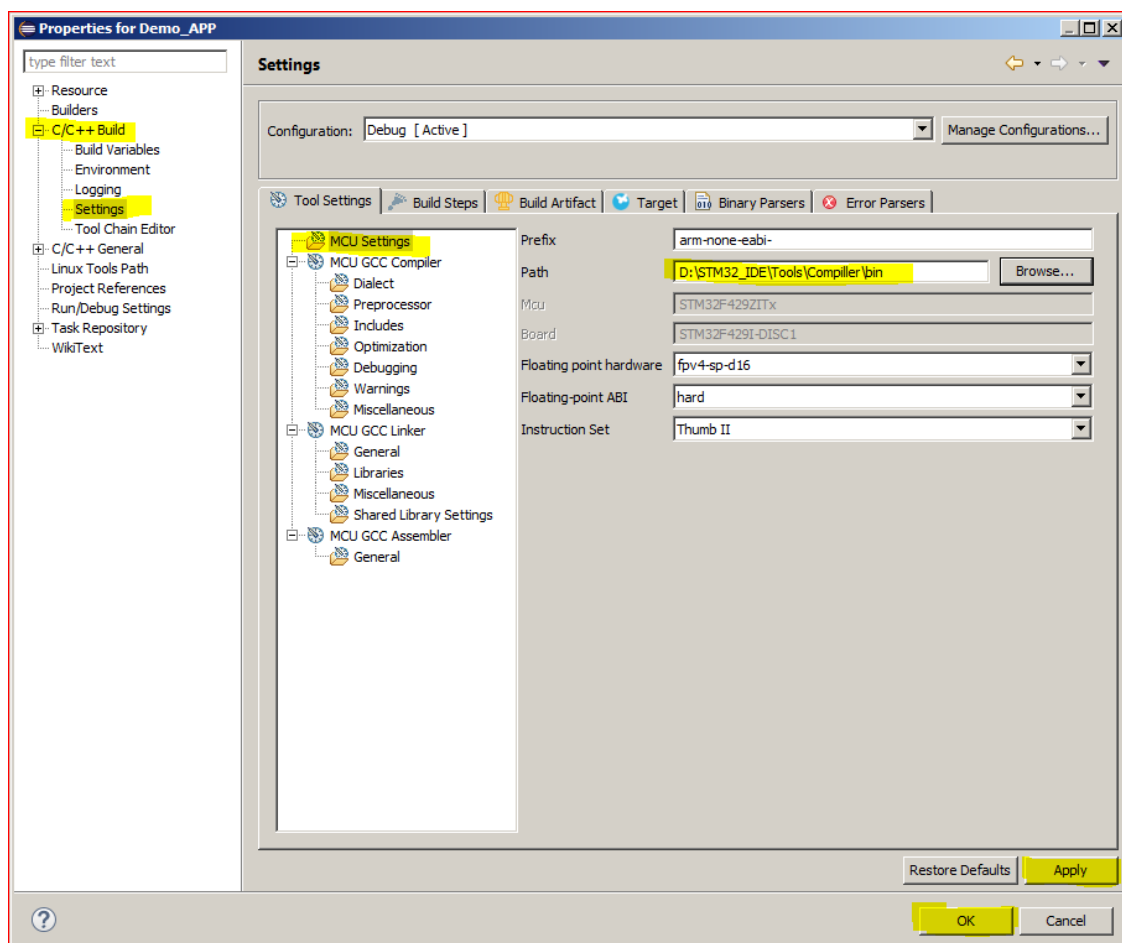 Properties for Demo_APP
type filter text
Resource
Builders
C/C++ Build
Build Variables
Environment
Logging
Settings
Tool Chain Editor
C/C++ General
Linux Tools Path
Project References
Run/Debug Settings
Task Repository
WikiText
Settings
Configuration: Debug [ Active ] Manage Configurations...
Tool Settings Build Steps Build Artifact Target Binary Parsers Error Parsers
MCU Settings
MCU GCC Compiler
Dialect
Preprocessor
Includes
Optimization
Debugging
Warnings
Miscellaneous
MCU GCC Linker
General
Libraries
Miscellaneous
Shared Library Settings
MCU GCC Assembler
General
Prefix arm-none-eabi-
Path D:\STM32_IDE\Tools\Compiller\bin Browse...
Mcu STM32F429ZITx
Board STM32F429I-DISC1
Floating point hardware fpv4-sp-d16
Floating-point ABI hard
Instruction Set Thumb II
Restore Defaults Apply
? OK Cancel